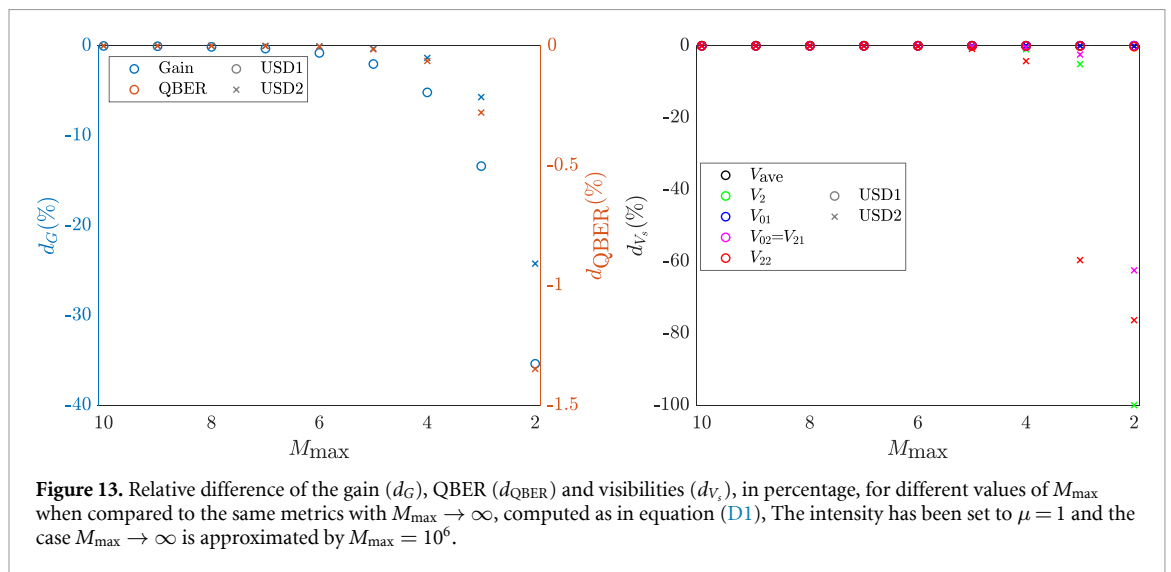 0
-10
-20
-30
-40
d_G(%)
Gain
QBER
USD1
USD2
10 8 6 4 2
M_max
0
-0.5
-1
-1.5
d_QBER(%)
0
-20
-40
-60
-80
-100
d_{V_s}(%)
V_ave
V_2
V_01
V_02=V_21
V_22
USD1
USD2
10 8 6 4 2
M_max
Figure 13. Relative difference of the gain (d_G), QBER (d_QBER) and visibilities (d_{V_s}), in percentage, for different values of M_max
when compared to the same metrics with M_max → ∞, computed as in equation (D1), The intensity has been set to μ = 1 and the
case M_max → ∞ is approximated by M_max = 10⁶.